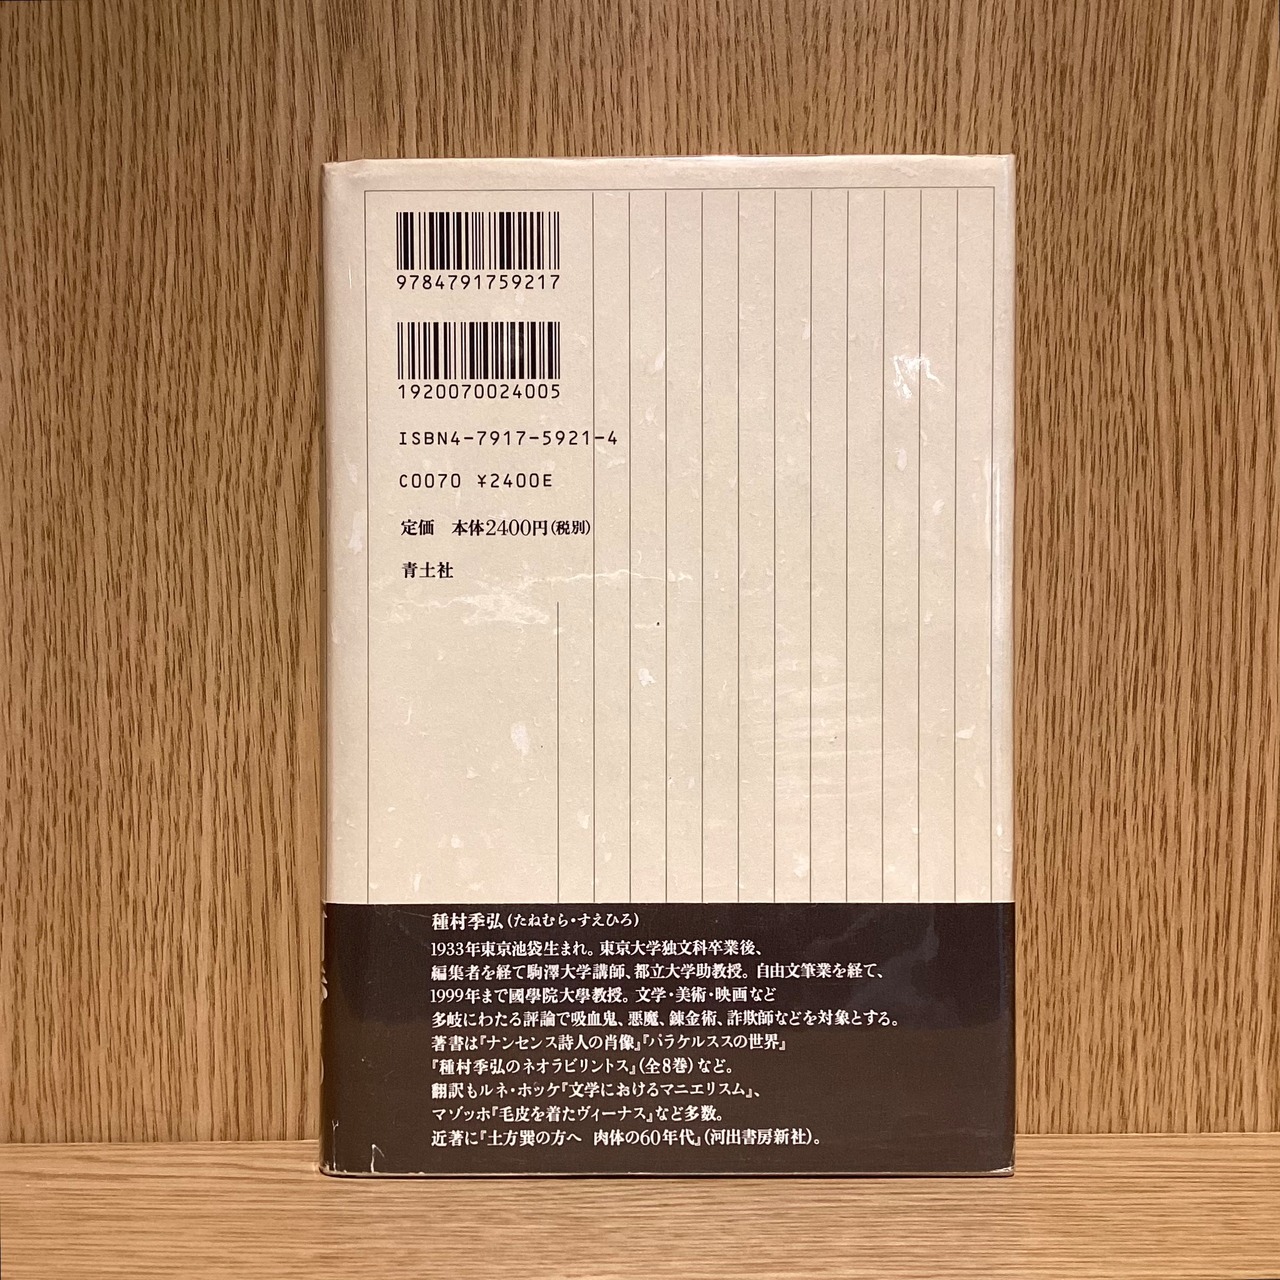 9784791759217
1920070024005
ISBN4-7917-5921-4
C0070 ¥2400E
定価 本体2400円(税別)
青土社
種村季弘(たねむら・すえひろ)
1933年東京池袋生まれ。東京大学独文科卒業後、
編集者を経て駒澤大学講師、都立大学助教授。自由文筆業を経て、
1999年まで國學院大學教授。文学・美術・映画など
多岐にわたる評論で吸血鬼、悪魔、錬金術、詐欺師などを対象とする。
著書は『ナンセンス詩人の肖像』『パラケルススの世界』
『種村季弘のネオラビリントス』(全8巻)など。
翻訳もルネ・ホッケ『文学におけるマニエリスム』、
マゾッホ『毛皮を着たヴィーナス』など多数。
近著に『土方巽の方へ 肉体の60年代』(河出書房新社)。